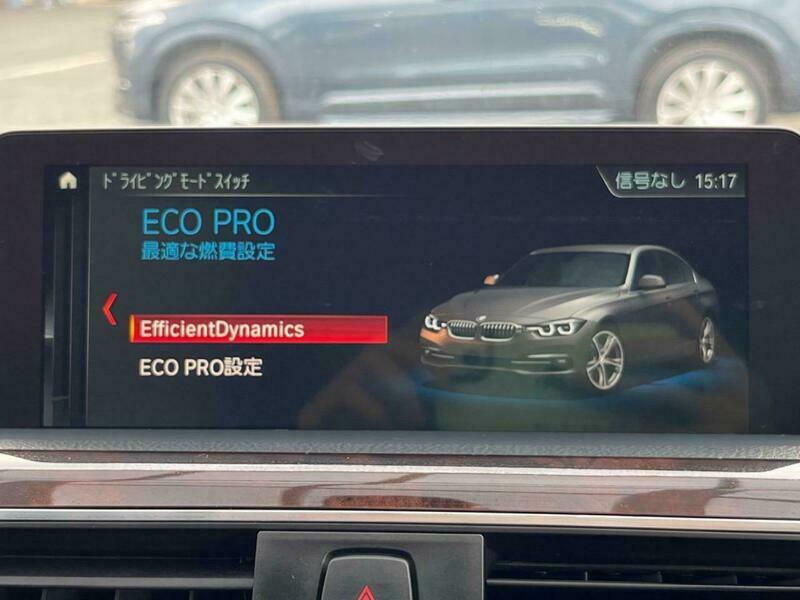 ﾄﾞﾗｲﾋﾞﾝｸﾞﾓｰﾄﾞｽｲｯﾁ
信号なし 15:17
ECO PRO
最適な燃費設定
EfficientDynamics
ECO PRO設定